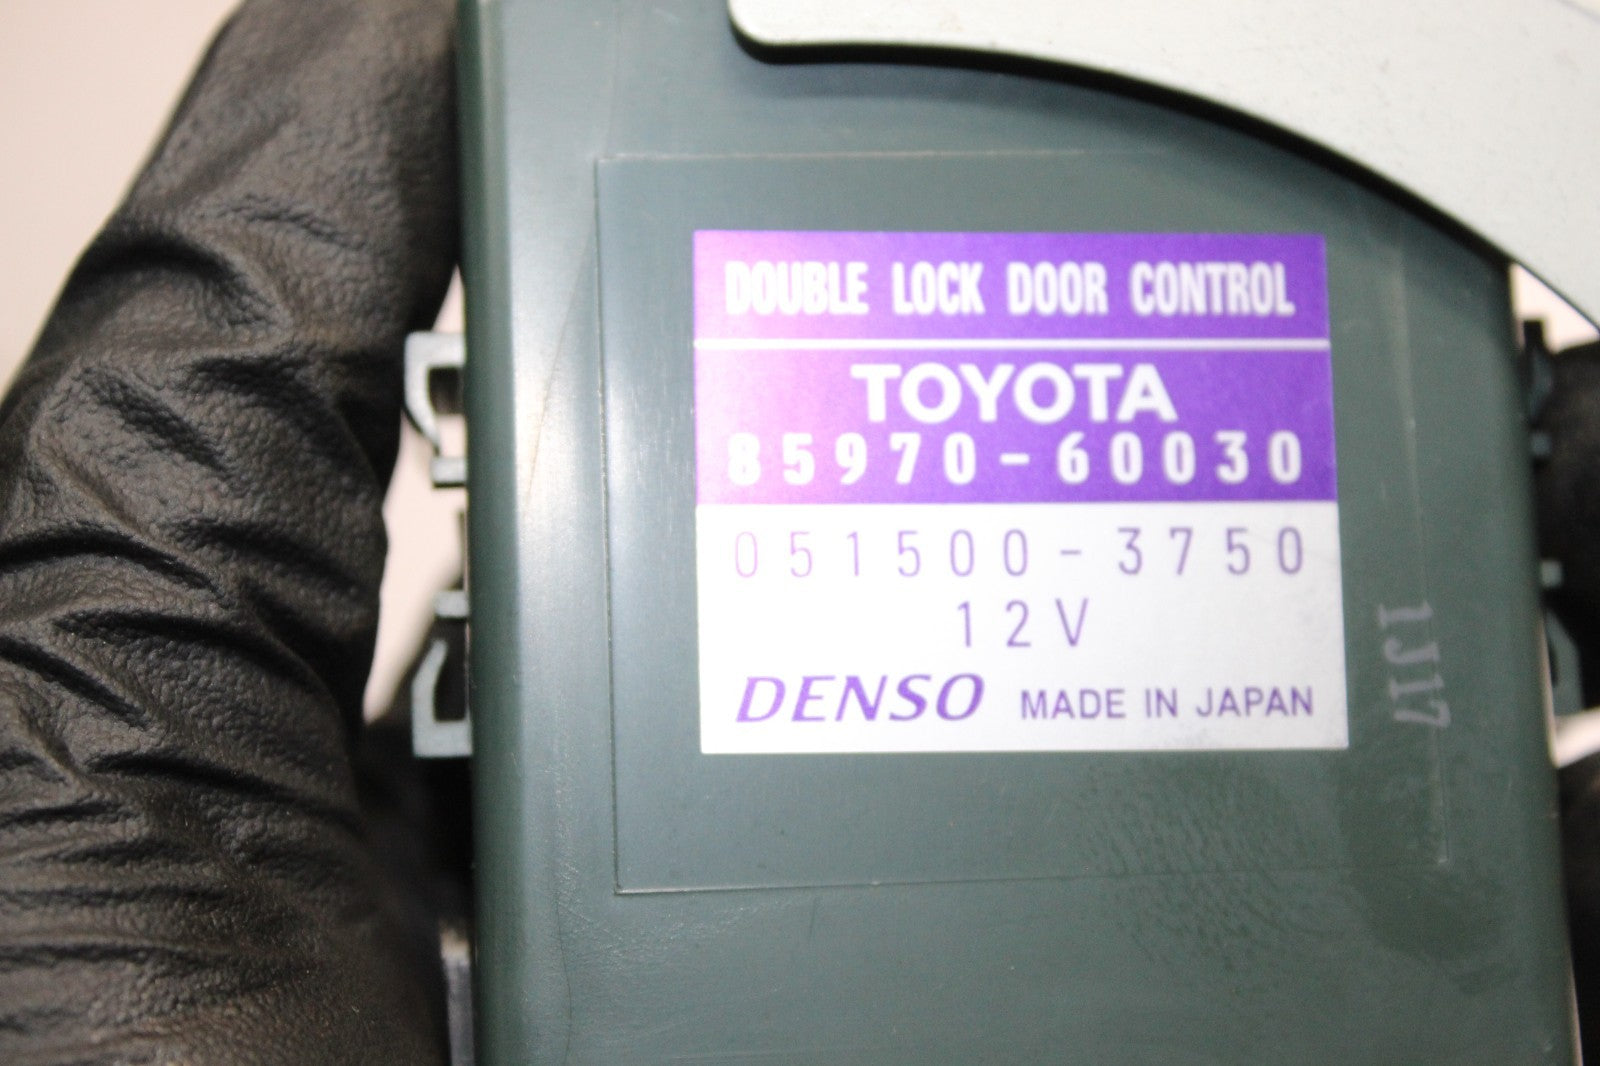 DOUBLE LOCK DOOR CONTROL
TOYOTA
85970-60030
051500-3750
12V
DENSO MADE IN JAPAN
1J17